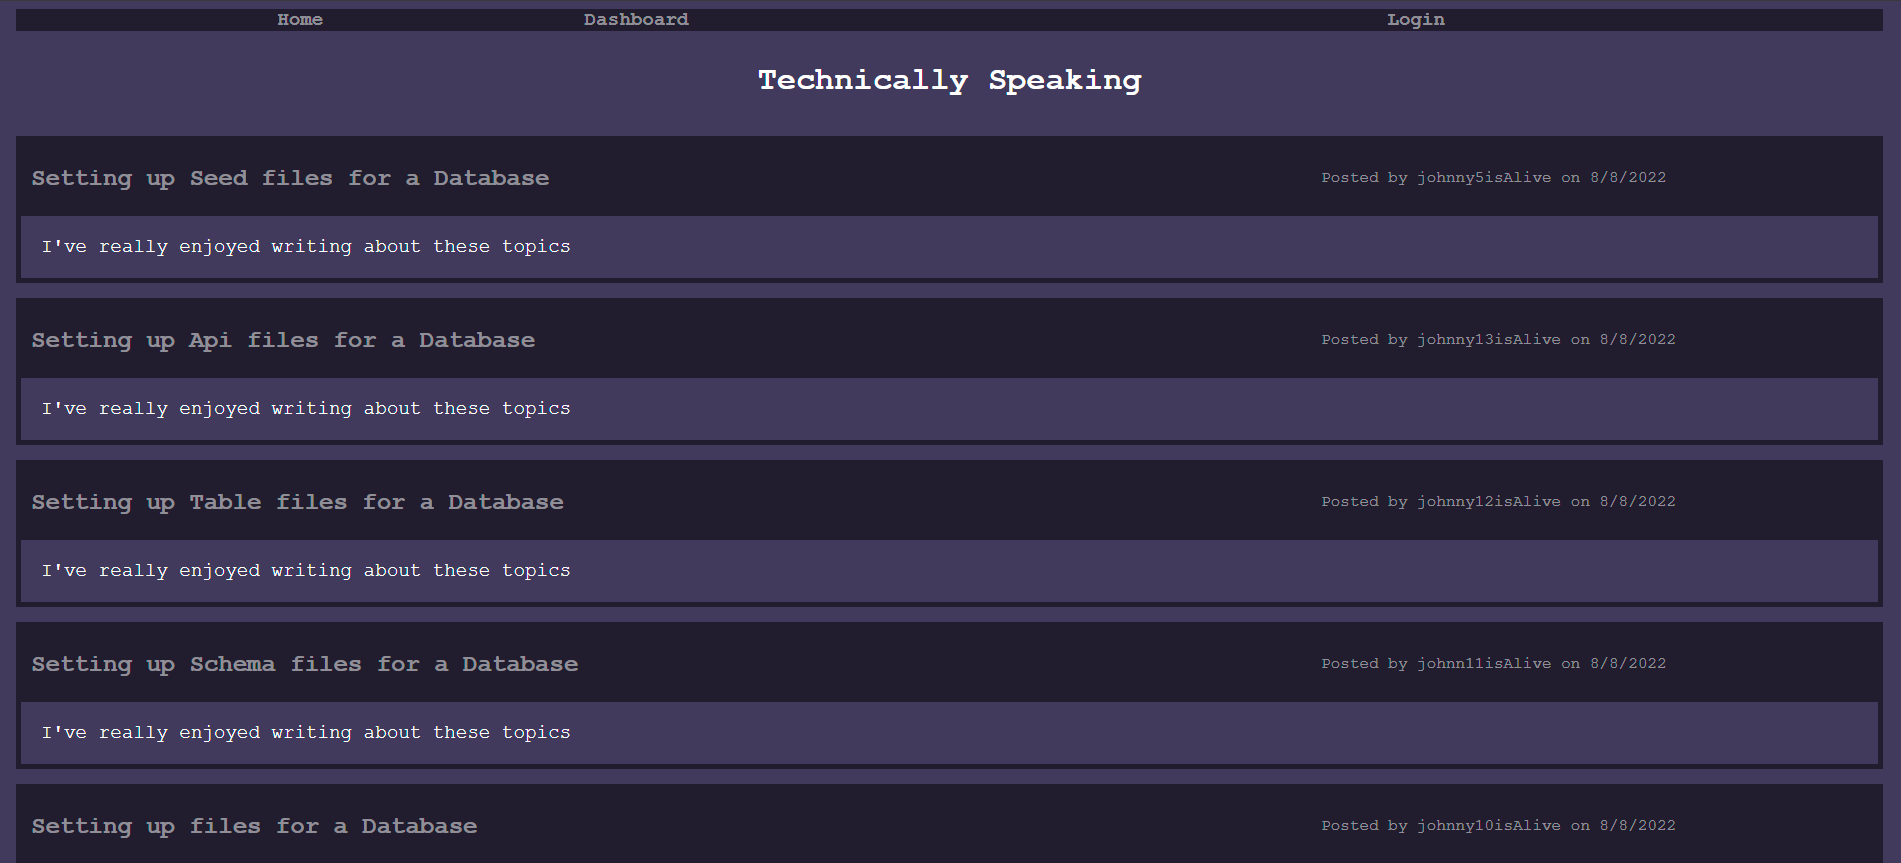 Home Dashboard Login
Technically Speaking
Setting up Seed files for a Database Posted by johnny5isAlive on 8/8/2022
I've really enjoyed writing about these topics
Setting up Api files for a Database Posted by johnny13isAlive on 8/8/2022
I've really enjoyed writing about these topics
Setting up Table files for a Database Posted by johnny12isAlive on 8/8/2022
I've really enjoyed writing about these topics
Setting up Schema files for a Database Posted by johnn11isAlive on 8/8/2022
I've really enjoyed writing about these topics
Setting up files for a Database Posted by johnny10isAlive on 8/8/2022